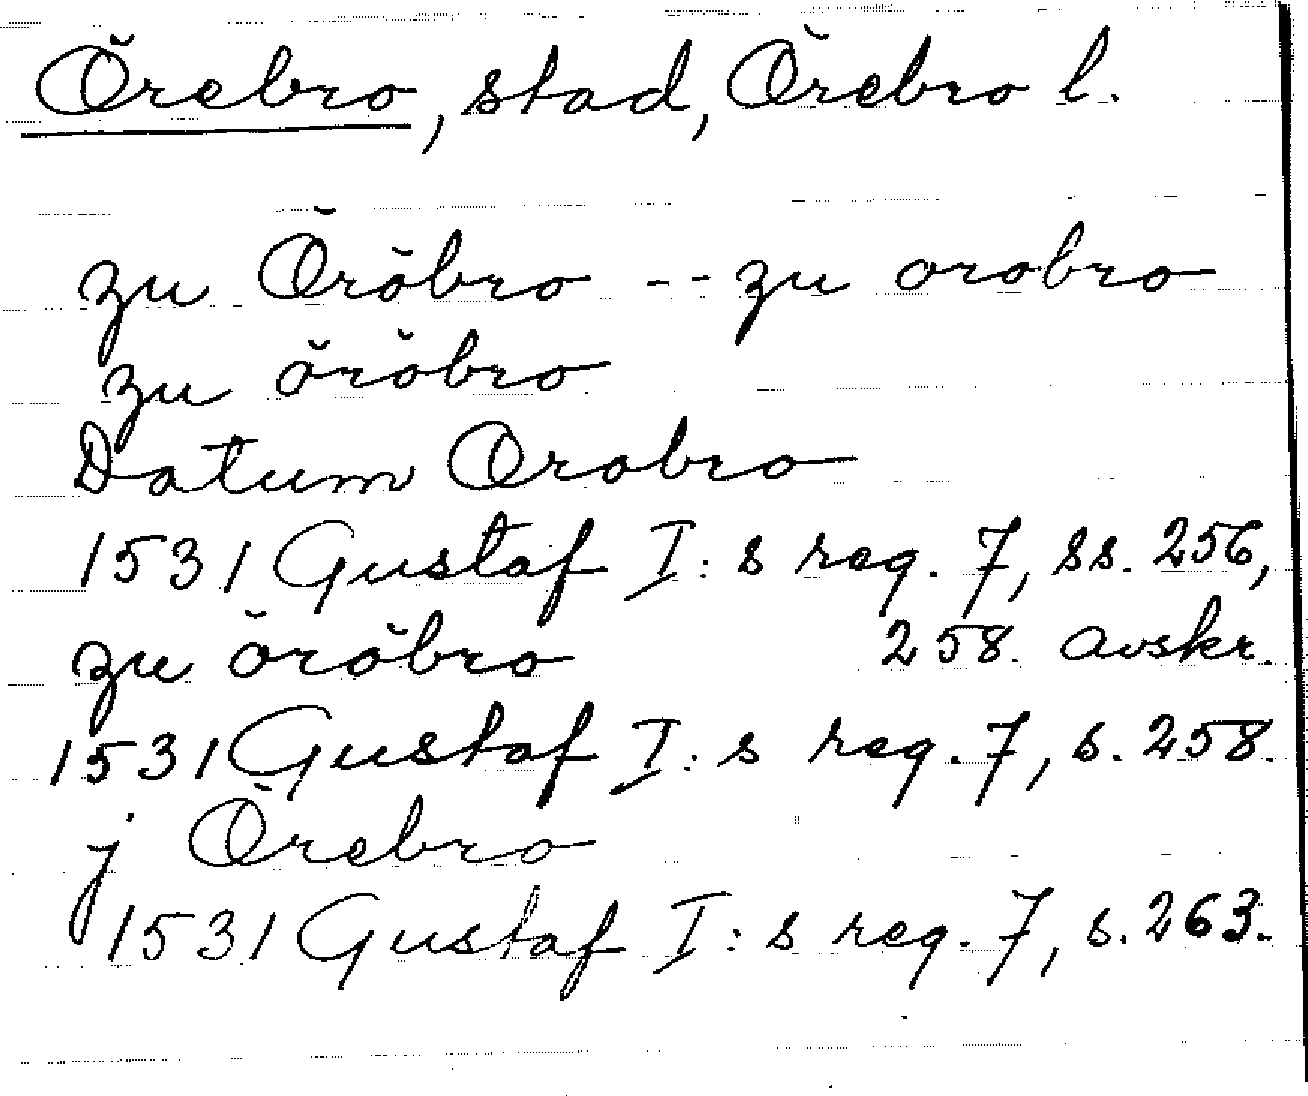 Örebro, stad, Örebro l.
zu Öröbro -- zu orobro
zu öröbro
Datum Orobro
1531 Gustaf I:s reg. 7, ss. 256,
zu öröbro 258. avskr.
1531 Gustaf I:s reg. 7, s. 258.
j Örebro
1531 Gustaf I:s reg. 7, s. 263.